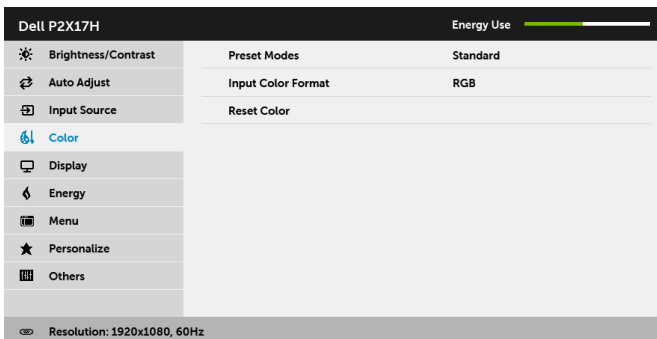 Dell P2X17H Energy Use
Brightness/Contrast Preset Modes Standard
Auto Adjust Input Color Format RGB
Input Source Reset Color
Color
Display
Energy
Menu
Personalize
Others
Resolution: 1920x1080, 60Hz